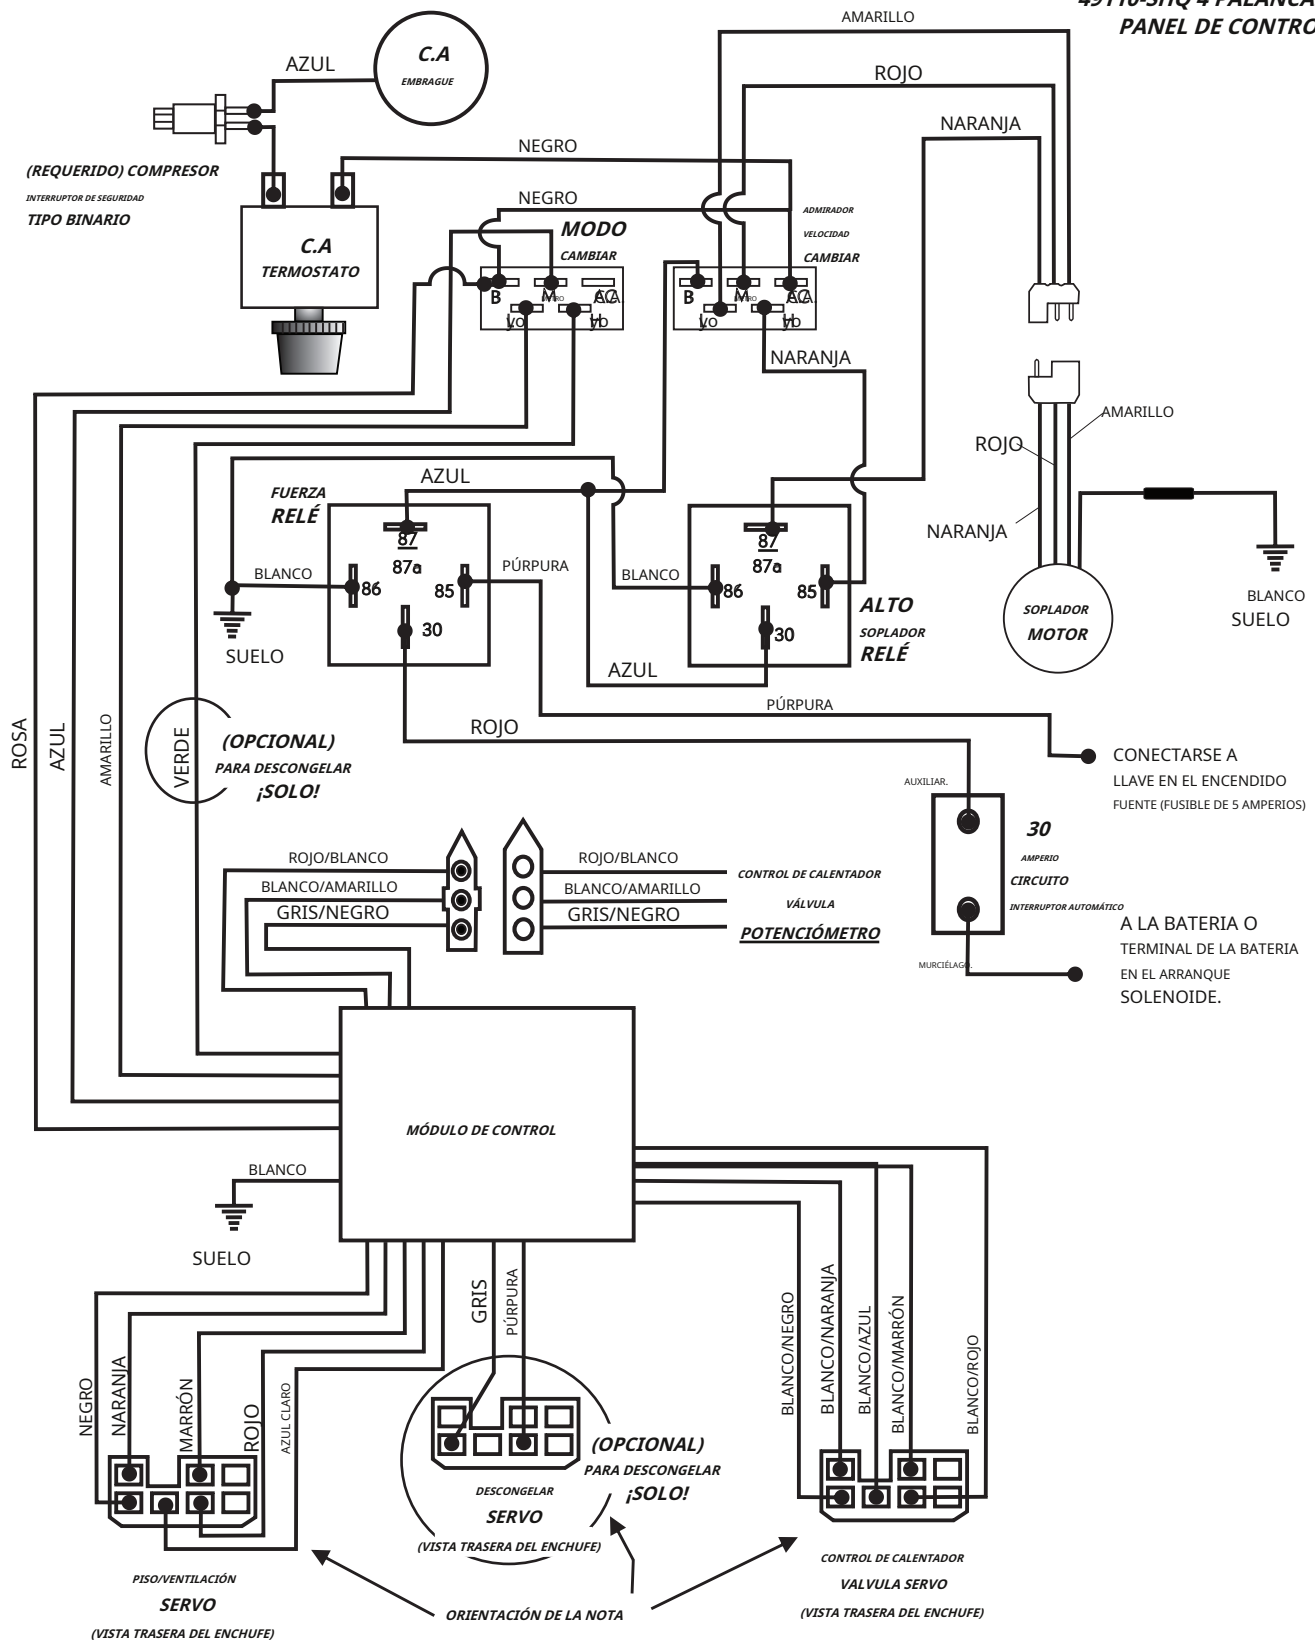 49110-SHQ 4 PALANCA
PANEL DE CONTRO
AMARILLO
AZUL
C.A
EMBRAGUE
ROJO
NARANJA
NEGRO
(REQUERIDO) COMPRESOR
INTERRUPTOR DE SEGURIDAD
TIPO BINARIO
NEGRO
MODO
CAMBIAR
ADMIRADOR
VELOCIDAD
CAMBIAR
C.A
TERMOSTATO
B
M
yo
B
M
yo
NARANJA
AMARILLO
ROJO
NARANJA
AZUL
FUERZA
RELÉ
87
87a
86
85
30
BLANCO
PÚRPURA
SUELO
BLANCO
87
87a
86
85
30
ALTO
SOPLADOR
RELÉ
SOPLADOR
MOTOR
BLANCO
SUELO
AZUL
PÚRPURA
ROJO
ROSA
AZUL
AMARILLO
VERDE
(OPCIONAL)
PARA DESCONGELAR
¡SOLO!
CONECTARSE A
LLAVE EN EL ENCENDIDO
FUENTE (FUSIBLE DE 5 AMPERIOS)
AUXILIAR.
30
AMPERIO
CIRCUITO
INTERRUPTOR AUTOMÁTICO
MURCIÉLAGO.
A LA BATERIA O
TERMINAL DE LA BATERIA
EN EL ARRANQUE
SOLENOIDE.
ROJO/BLANCO
BLANCO/AMARILLO
GRIS/NEGRO
ROJO/BLANCO
BLANCO/AMARILLO
GRIS/NEGRO
CONTROL DE CALENTADOR
VÁLVULA
POTENCIÓMETRO
MÓDULO DE CONTROL
BLANCO
SUELO
NEGRO
NARANJA
MARRÓN
ROJO
AZUL CLARO
GRIS
PÚRPURA
BLANCO/NEGRO
BLANCO/NARANJA
BLANCO/AZUL
BLANCO/MARRÓN
BLANCO/ROJO
(OPCIONAL)
PARA DESCONGELAR
¡SOLO!
DESCONGELAR
SERVO
(VISTA TRASERA DEL ENCHUFE)
PISO/VENTILACIÓN
SERVO
(VISTA TRASERA DEL ENCHUFE)
ORIENTACIÓN DE LA NOTA
CONTROL DE CALENTADOR
VALVULA SERVO
(VISTA TRASERA DEL ENCHUFE)